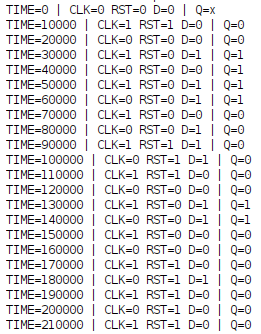 TIME=0 | CLK=0 RST=0 D=0 | Q=x
TIME=10000 | CLK=1 RST=1 D=0 | Q=0
TIME=20000 | CLK=0 RST=0 D=0 | Q=0
TIME=30000 | CLK=1 RST=0 D=1 | Q=1
TIME=40000 | CLK=0 RST=0 D=0 | Q=1
TIME=50000 | CLK=1 RST=0 D=1 | Q=1
TIME=60000 | CLK=0 RST=0 D=1 | Q=1
TIME=70000 | CLK=1 RST=0 D=0 | Q=0
TIME=80000 | CLK=0 RST=0 D=0 | Q=0
TIME=90000 | CLK=1 RST=1 D=1 | Q=0
TIME=100000 | CLK=0 RST=1 D=1 | Q=0
TIME=110000 | CLK=1 RST=0 D=0 | Q=0
TIME=120000 | CLK=0 RST=0 D=0 | Q=0
TIME=130000 | CLK=1 RST=0 D=1 | Q=1
TIME=140000 | CLK=0 RST=0 D=1 | Q=1
TIME=150000 | CLK=1 RST=0 D=0 | Q=0
TIME=160000 | CLK=0 RST=0 D=0 | Q=0
TIME=170000 | CLK=1 RST=1 D=0 | Q=0
TIME=180000 | CLK=0 RST=1 D=1 | Q=0
TIME=190000 | CLK=1 RST=0 D=0 | Q=0
TIME=200000 | CLK=0 RST=0 D=0 | Q=0
TIME=210000 | CLK=1 RST=1 D=0 | Q=0